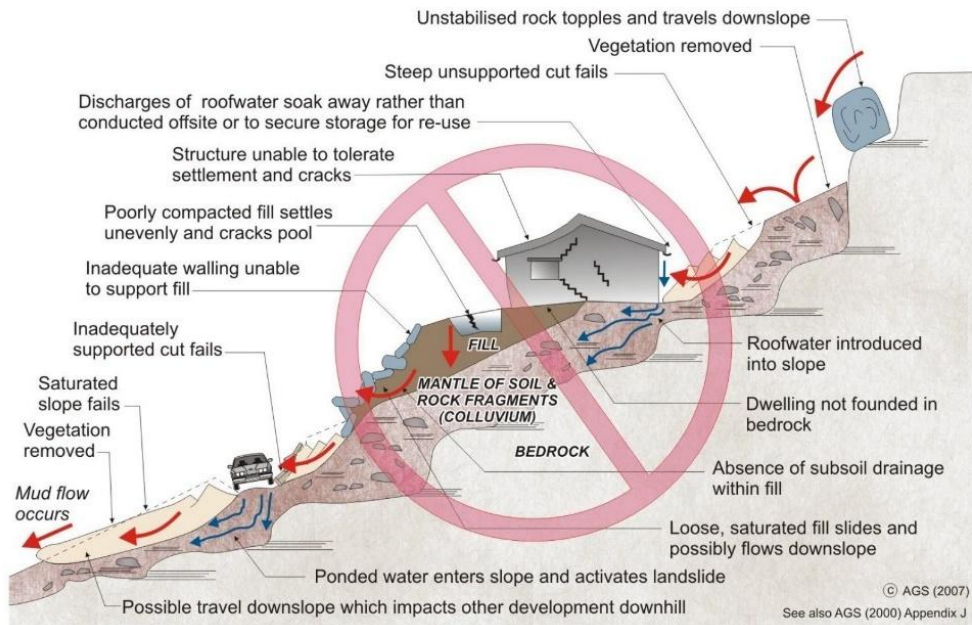 Unstabilised rock topples and travels downslope
Vegetation removed
Steep unsupported cut fails
Discharges of roofwater soak away rather than
conducted offsite or to secure storage for re-use
Structure unable to tolerate
settlement and cracks
Poorly compacted fill settles
unevenly and cracks pool
Inadequate walling unable
to support fill
Inadequately
supported cut fails
Saturated
slope fails
Vegetation
removed
Mud flow
occurs
FILL
MANTLE OF SOIL &
ROCK FRAGMENTS
(COLLUVIUM)
BEDROCK
Roofwater introduced
into slope
Dwelling not founded in
bedrock
Absence of subsoil drainage
within fill
Loose, saturated fill slides and
possibly flows downslope
Ponded water enters slope and activates landslide
Possible travel downslope which impacts other development downhill
© AGS (2007)
See also AGS (2000) Appendix J